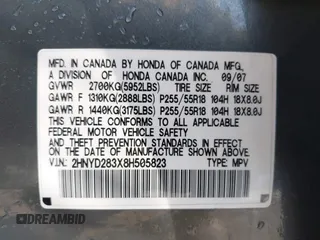 MFD. IN CANADA BY HONDA OF CANADA MFG.,
A DIVISION OF HONDA CANADA INC. 09/07
GVWR 2700KG(5952LBS) TIRE SIZE RIM SIZE
GAWR F 1310KG(2888LBS) P255/55R18 104H 18X8.0J
GAWR R 1440KG(3175LBS) P255/55R18 104H 18X8.0J
THIS VEHICLE CONFORMS TO ALL APPLICABLE
FEDERAL MOTOR VEHICLE SAFETY AND THEFT
PREVENTION STANDARDS IN EFFECT ON THE DATE
OF MANUFACTURE SHOWN ABOVE.
VIN: 2HNYD283X8H505823 TYPE: MPV
DREAMBID